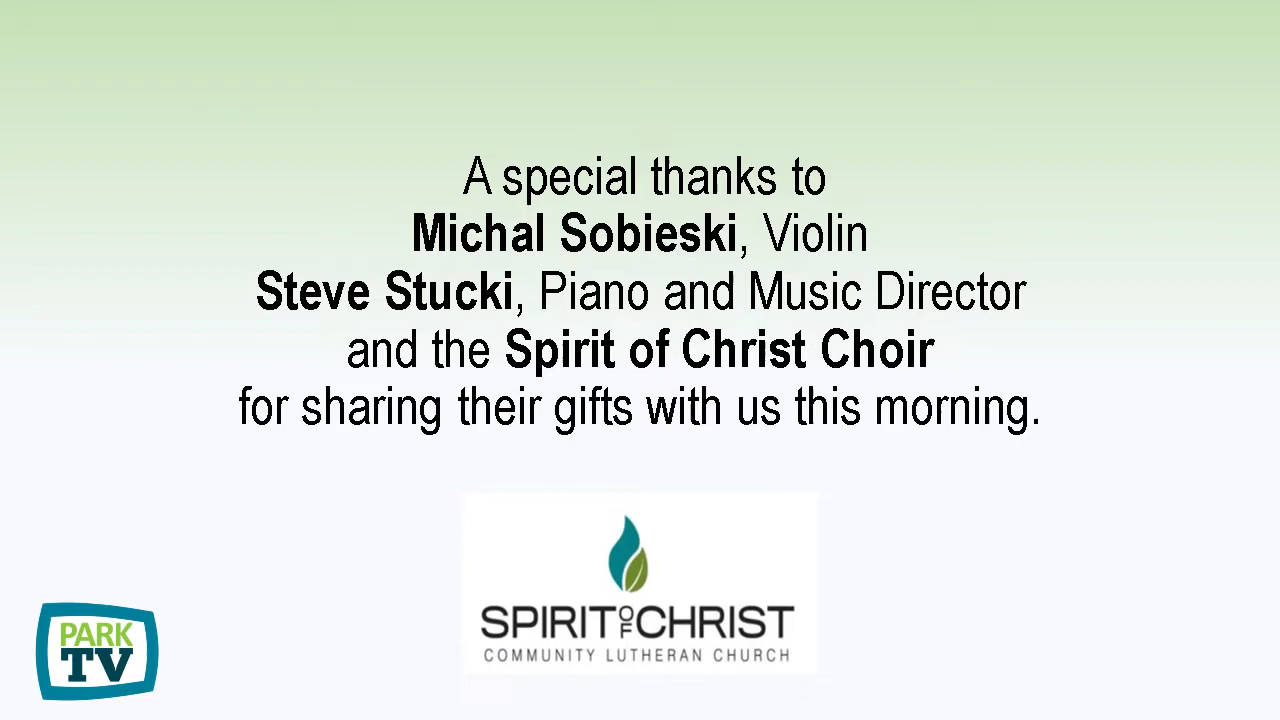 A special thanks to
Michal Sobieski, Violin
Steve Stucki, Piano and Music Director
and the Spirit of Christ Choir
for sharing their gifts with us this morning.
SPIRIT OF CHRIST
COMMUNITY LUTHERAN CHURCH
PARK
TV